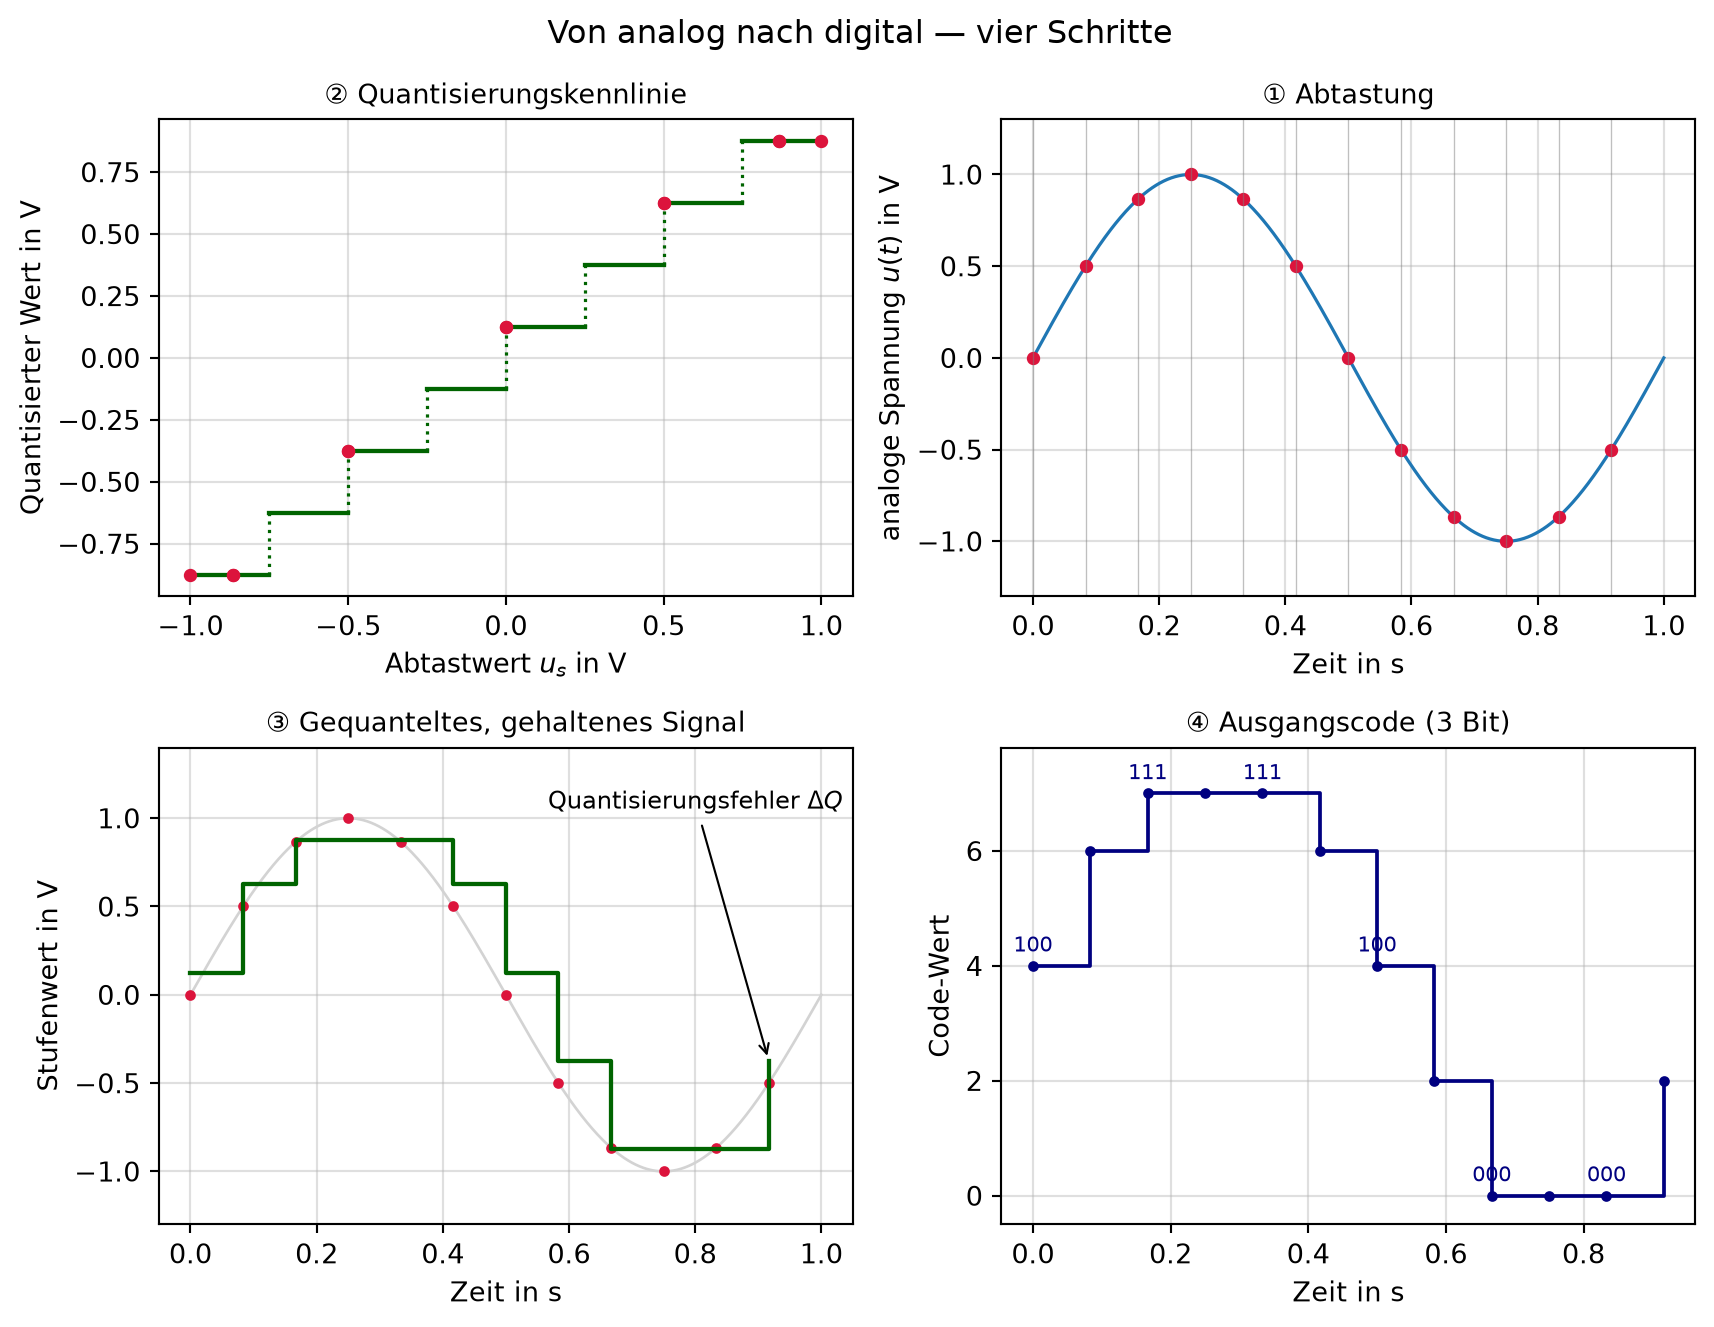 Von analog nach digital — vier Schritte
② Quantisierungskennlinie
Quantisierter Wert in V
0.75
0.50
0.25
0.00
−0.25
−0.50
−0.75
−1.0 −0.5 0.0 0.5 1.0
Abtastwert u_s in V
① Abtastung
analoge Spannung u(t) in V
1.0
0.5
0.0
−0.5
−1.0
0.0 0.2 0.4 0.6 0.8 1.0
Zeit in s
③ Gequanteltes, gehaltenes Signal
Quantisierungsfehler ΔQ
Stufenwert in V
1.0
0.5
0.0
−0.5
−1.0
0.0 0.2 0.4 0.6 0.8 1.0
Zeit in s
④ Ausgangscode (3 Bit)
Code-Wert
6
4
2
0
111 111
100 100
000 000
0.0 0.2 0.4 0.6 0.8
Zeit in s